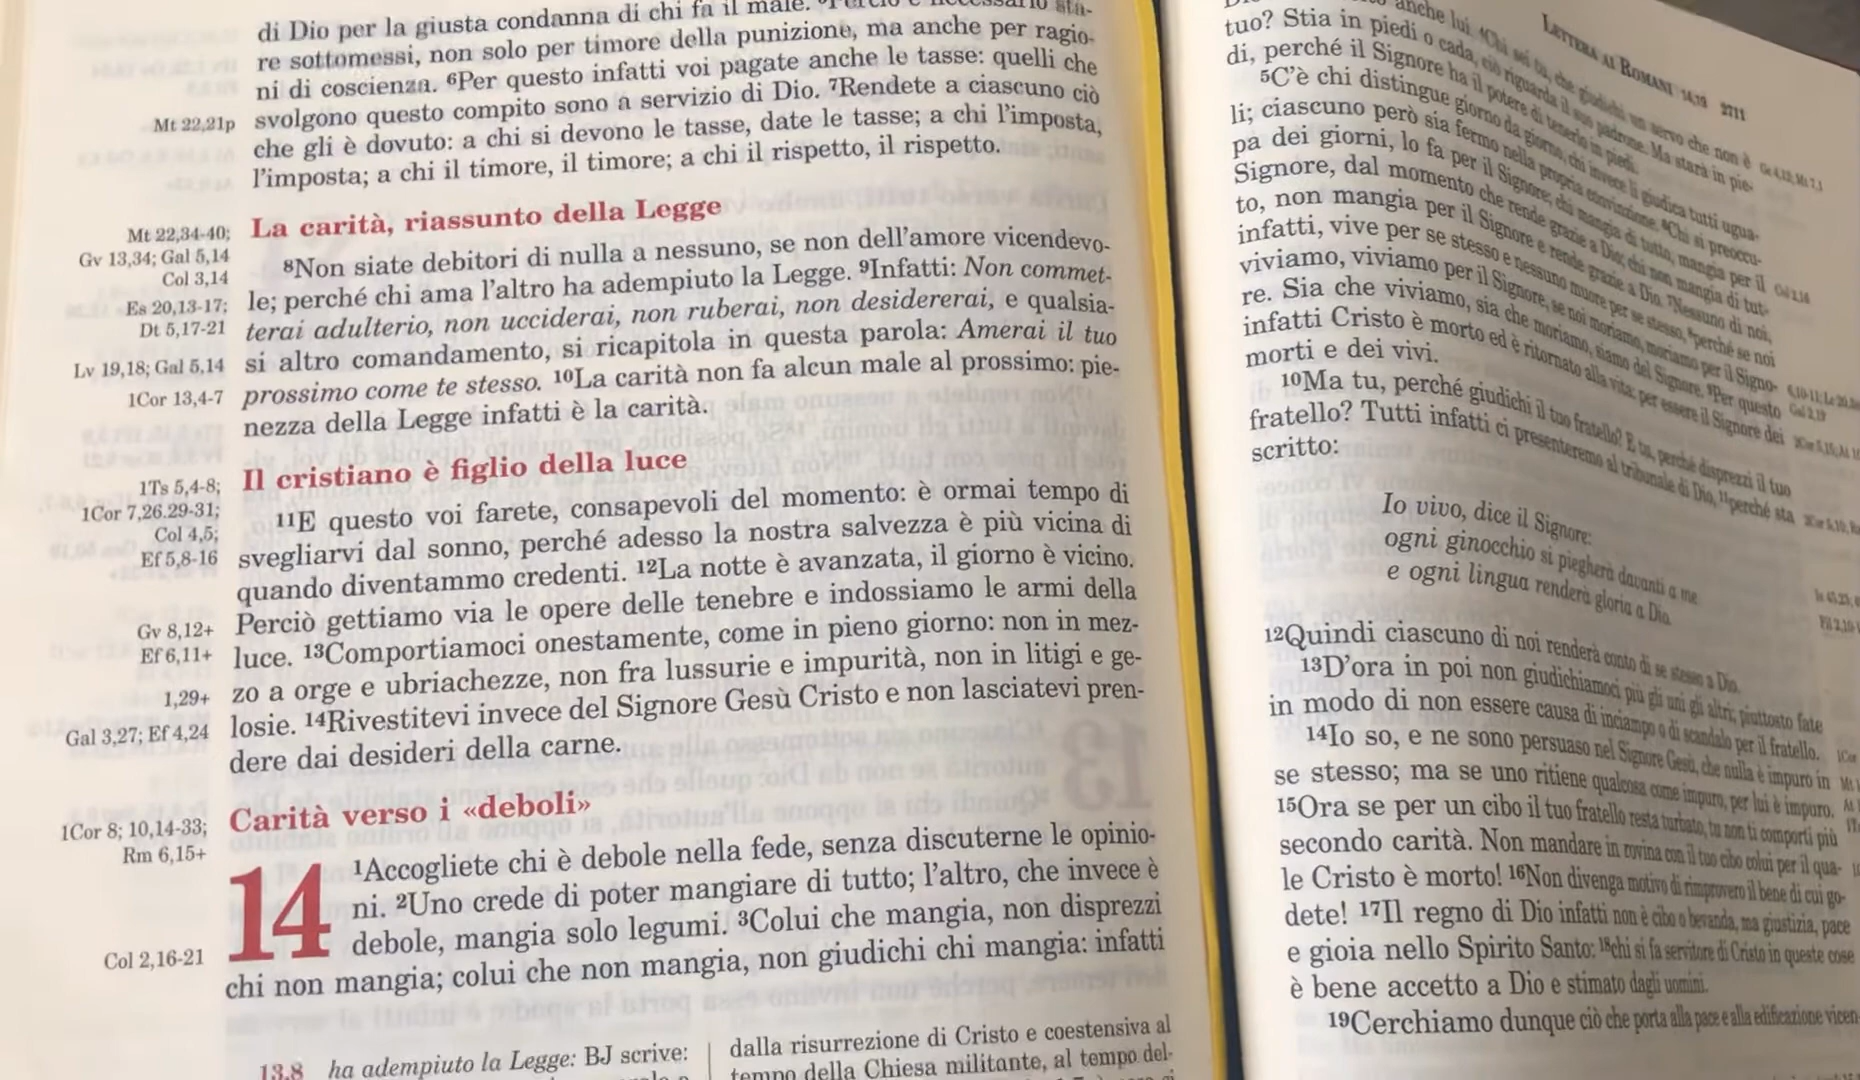 di Dio per la giusta condanna di chi fa il male. ⁵Perciò è necessario sta-
re sottomessi, non solo per timore della punizione, ma anche per ragio-
ni di coscienza. ⁶Per questo infatti voi pagate anche le tasse: quelli che
Mt 22,21p svolgono questo compito sono a servizio di Dio. ⁷Rendete a ciascuno ciò
che gli è dovuto: a chi si devono le tasse, date le tasse; a chi l'imposta,
l'imposta; a chi il timore, il timore; a chi il rispetto, il rispetto.
La carità, riassunto della Legge
Mt 22,34-40;
Gv 13,34; Gal 5,14
Col 3,14
⁸Non siate debitori di nulla a nessuno, se non dell'amore vicendevo-
Es 20,13-17; le; perché chi ama l'altro ha adempiuto la Legge. ⁹Infatti: Non commet-
Dt 5,17-21 terai adulterio, non ucciderai, non ruberai, non desidererai, e qualsia-
Lv 19,18; Gal 5,14 si altro comandamento, si ricapitola in questa parola: Amerai il tuo
1Cor 13,4-7 prossimo come te stesso. ¹⁰La carità non fa alcun male al prossimo: pie-
nezza della Legge infatti è la carità.
Il cristiano è figlio della luce
1Ts 5,4-8;
1Cor 7,26.29-31;
Col 4,5;
Ef 5,8-16
¹¹E questo voi farete, consapevoli del momento: è ormai tempo di
svegliarvi dal sonno, perché adesso la nostra salvezza è più vicina di
quando diventammo credenti. ¹²La notte è avanzata, il giorno è vicino.
Gv 8,12+ Perciò gettiamo via le opere delle tenebre e indossiamo le armi della
Ef 6,11+ luce. ¹³Comportiamoci onestamente, come in pieno giorno: non in mez-
1,29+ zo a orge e ubriachezze, non fra lussurie e impurità, non in litigi e ge-
Gal 3,27; Ef 4,24 losie. ¹⁴Rivestitevi invece del Signore Gesù Cristo e non lasciatevi pren-
dere dai desideri della carne.
Carità verso i «deboli»
1Cor 8; 10,14-33;
Rm 6,15+
14 ¹Accogliete chi è debole nella fede, senza discuterne le opinio-
ni. ²Uno crede di poter mangiare di tutto; l'altro, che invece è
debole, mangia solo legumi. ³Colui che mangia, non disprezzi
Col 2,16-21 chi non mangia; colui che non mangia, non giudichi chi mangia: infatti
13,8 ha adempiuto la Legge: BJ scrive:
dalla risurrezione di Cristo e coestensiva al
tempo della Chiesa militante, al tempo del-
LETTERA AI ROMANI 14,19 2711
anche lui. ⁴Chi sei tu, che giudichi un servo che non è
tuo? Stia in piedi o cada, ciò riguarda il suo padrone. Ma starà in pie-
di, perché il Signore ha il potere di tenerlo in piedi.
⁵C'è chi distingue giorno da giorno, chi invece li giudica tutti ugua-
li; ciascuno però sia fermo nella propria convinzione. ⁶Chi si preoccu-
pa dei giorni, lo fa per il Signore; chi mangia di tutto, mangia per il
Signore, dal momento che rende grazie a Dio; chi non mangia di tut-
to, non mangia per il Signore e rende grazie a Dio. ⁷Nessuno di noi,
infatti, vive per se stesso e nessuno muore per se stesso, ⁸perché se noi
viviamo, viviamo per il Signore, se noi moriamo, moriamo per il Signo-
re. Sia che viviamo, sia che moriamo, siamo del Signore. ⁹Per questo
infatti Cristo è morto ed è ritornato alla vita: per essere il Signore dei
morti e dei vivi.
¹⁰Ma tu, perché giudichi il tuo fratello? E tu, perché disprezzi il tuo
fratello? Tutti infatti ci presenteremo al tribunale di Dio, ¹¹perché sta
scritto:
Io vivo, dice il Signore:
ogni ginocchio si piegherà davanti a me
e ogni lingua renderà gloria a Dio.
¹²Quindi ciascuno di noi renderà conto di se stesso a Dio.
¹³D'ora in poi non giudichiamoci più gli uni gli altri; piuttosto fate
in modo di non essere causa di inciampo o di scandalo per il fratello.
¹⁴Io so, e ne sono persuaso nel Signore Gesù, che nulla è impuro in
se stesso; ma se uno ritiene qualcosa come impuro, per lui è impuro.
¹⁵Ora se per un cibo il tuo fratello resta turbato, tu non ti comporti più
secondo carità. Non mandare in rovina con il tuo cibo colui per il qua-
le Cristo è morto! ¹⁶Non divenga motivo di rimprovero il bene di cui go-
dete! ¹⁷Il regno di Dio infatti non è cibo o bevanda, ma giustizia, pace
e gioia nello Spirito Santo: ¹⁸chi si fa servitore di Cristo in queste cose
è bene accetto a Dio e stimato dagli uomini.
¹⁹Cerchiamo dunque ciò che porta alla pace e alla edificazione vicen-